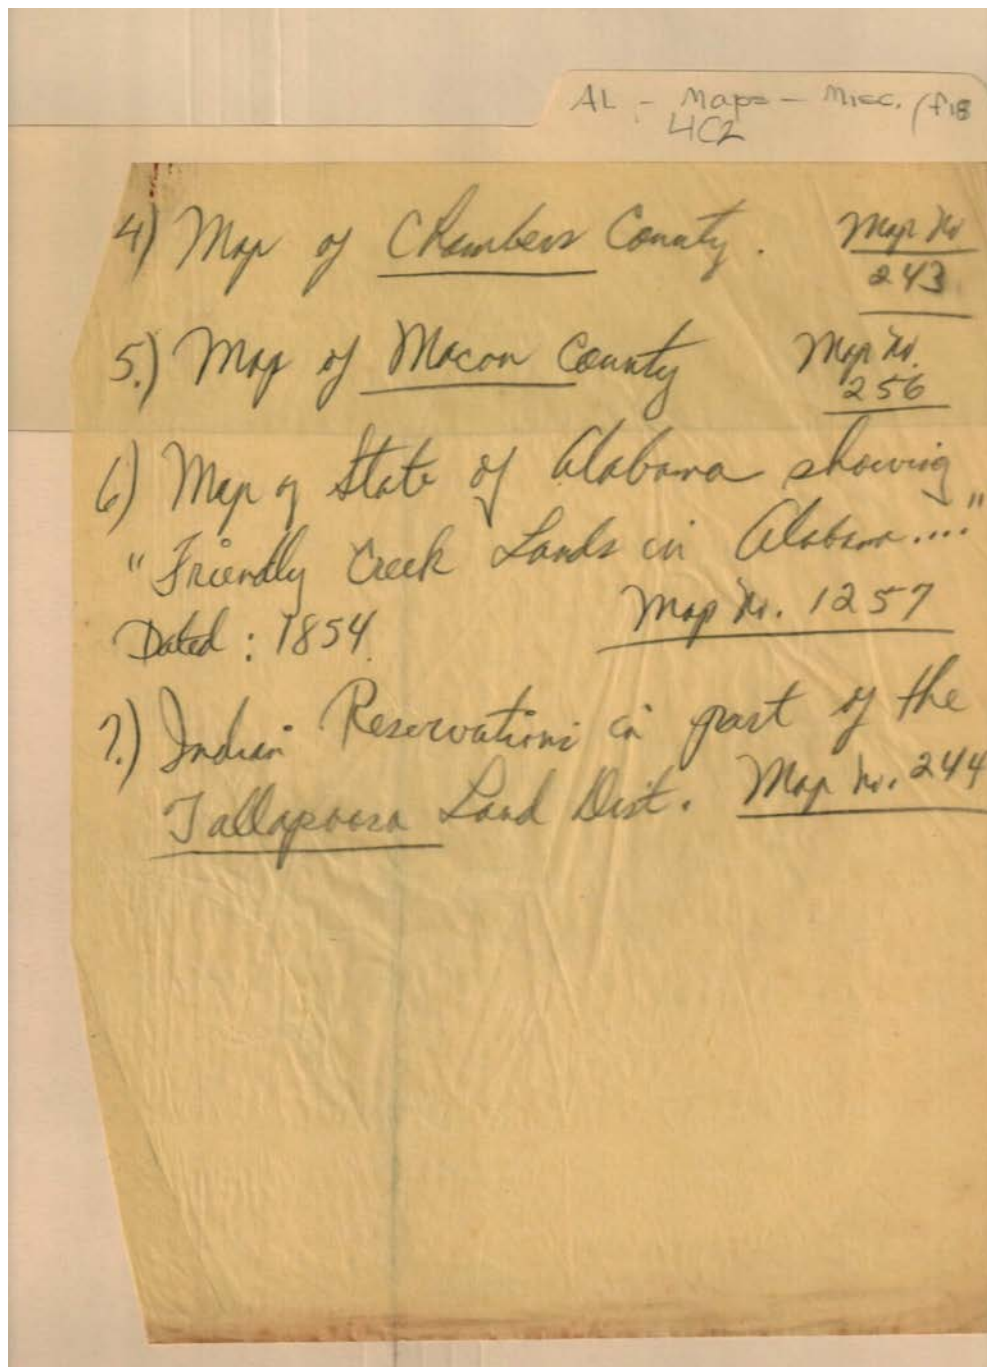 AL - Maps - Misc. (f18
4C2
4) Map of Chambers County. Map No
243
5.) Map of Macon County Map No.
256
6) Map of State of Alabama showing
"Friendly Creek Lands in Alabama...."
Dated : 1854 Map No. 1257
7.) Indian Reservations in part of the
Tallapoosa Land Dist. Map No. 244